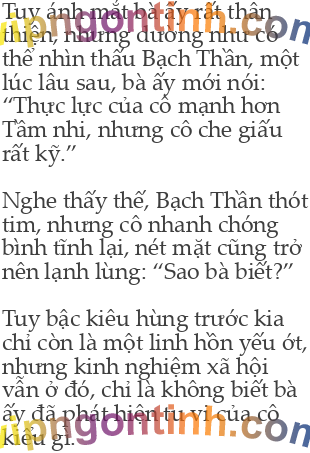 Tuy ánh mắt bà ấy rất thân
thiện, nhưng dường như có
thể nhìn thấu Bạch Thần, một
lúc lâu sau, bà ấy mới nói:
“Thực lực của cô mạnh hơn
Tầm nhi, nhưng cô che giấu
rất kỹ.”
Nghe thấy thế, Bạch Thần thót
tim, nhưng cô nhanh chóng
bình tĩnh lại, nét mặt cũng trở
nên lạnh lùng: “Sao bà biết?”
Tuy bậc kiêu hùng trước kia
chỉ còn là một linh hồn yếu ớt,
nhưng kinh nghiệm xã hội
vẫn ở đó, chỉ là không biết bà
ấy đã phát hiện tu vi của cô
kiểu gì.
vipngontinh.com
vipngontinh.com